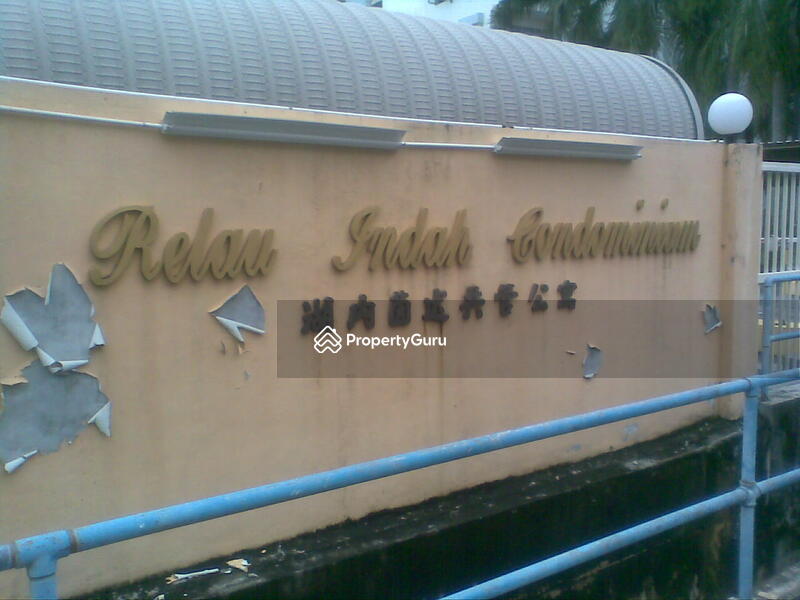 Relau Indah Condominium
湖内茵达共管公寓
PropertyGuru